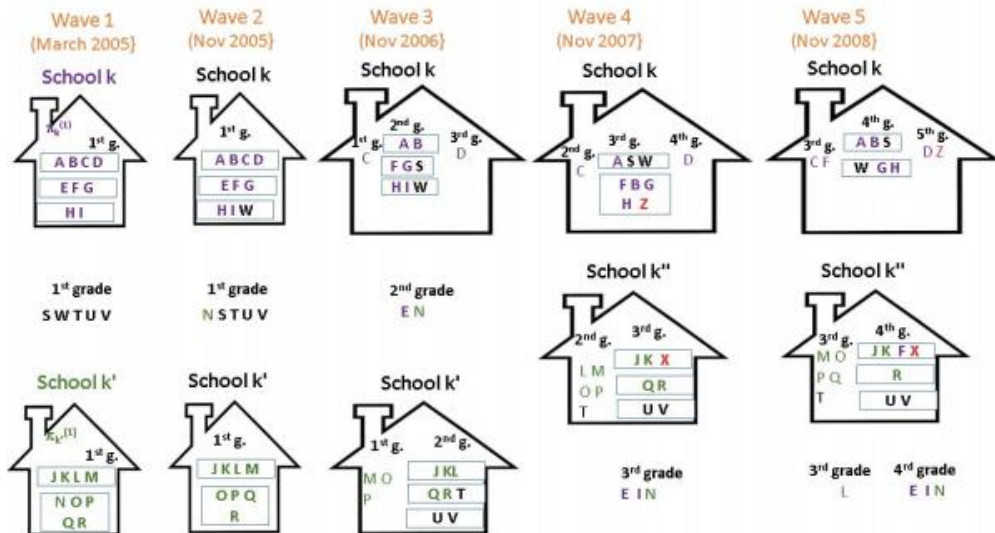 Wave 1
(March 2005}
Wave 2
(Nov 2005}
Wave 3
(Nov 2006}
Wave 4
(Nov 2007}
Wave 5
(Nov 2008}
School k
1st g.
A B C D
E F G
H I
School k
1st g.
A B C D
E F G
H I W
School k
1st g.
2nd g.
3rd g.
C
A B
D
F G S
H I W
School k
2nd g.
3rd g.
4th g.
C
A S W
D
F B G
H Z
School k
3rd g.
4th g.
5th g.
C F
A B S
D Z
W G H
1st grade
S W T U V
1st grade
N S T U V
2nd grade
E N
School k''
2nd g.
3rd g.
J K X
L M
O P
Q R
T
U V
School k''
3rd g.
4th g.
M O
J K F X
P Q
R
T
U V
School k'
1st g.
J K L M
N O P
Q R
School k'
1st g.
J K L M
O P Q
R
School k'
1st g.
2nd g.
M O
P
J K L
Q R T
U V
3rd grade
E I N
3rd grade
L
4rd grade
E I N